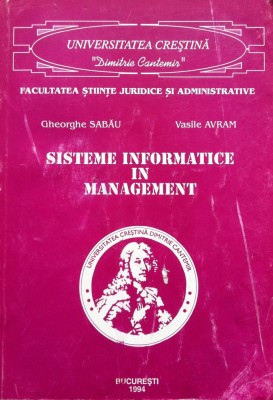 UNIVERSITATEA CREȘTINĂ
"Dimitrie Cantemir"
FACULTATEA ȘTIINȚE JURIDICE ȘI ADMINISTRATIVE
Gheorghe SABĂU Vasile AVRAM
SISTEME INFORMATICE
IN
MANAGEMENT
UNIVERSITATEA CREȘTINĂ DIMITRIE CANTEMIR
BUCUREȘTI
1994